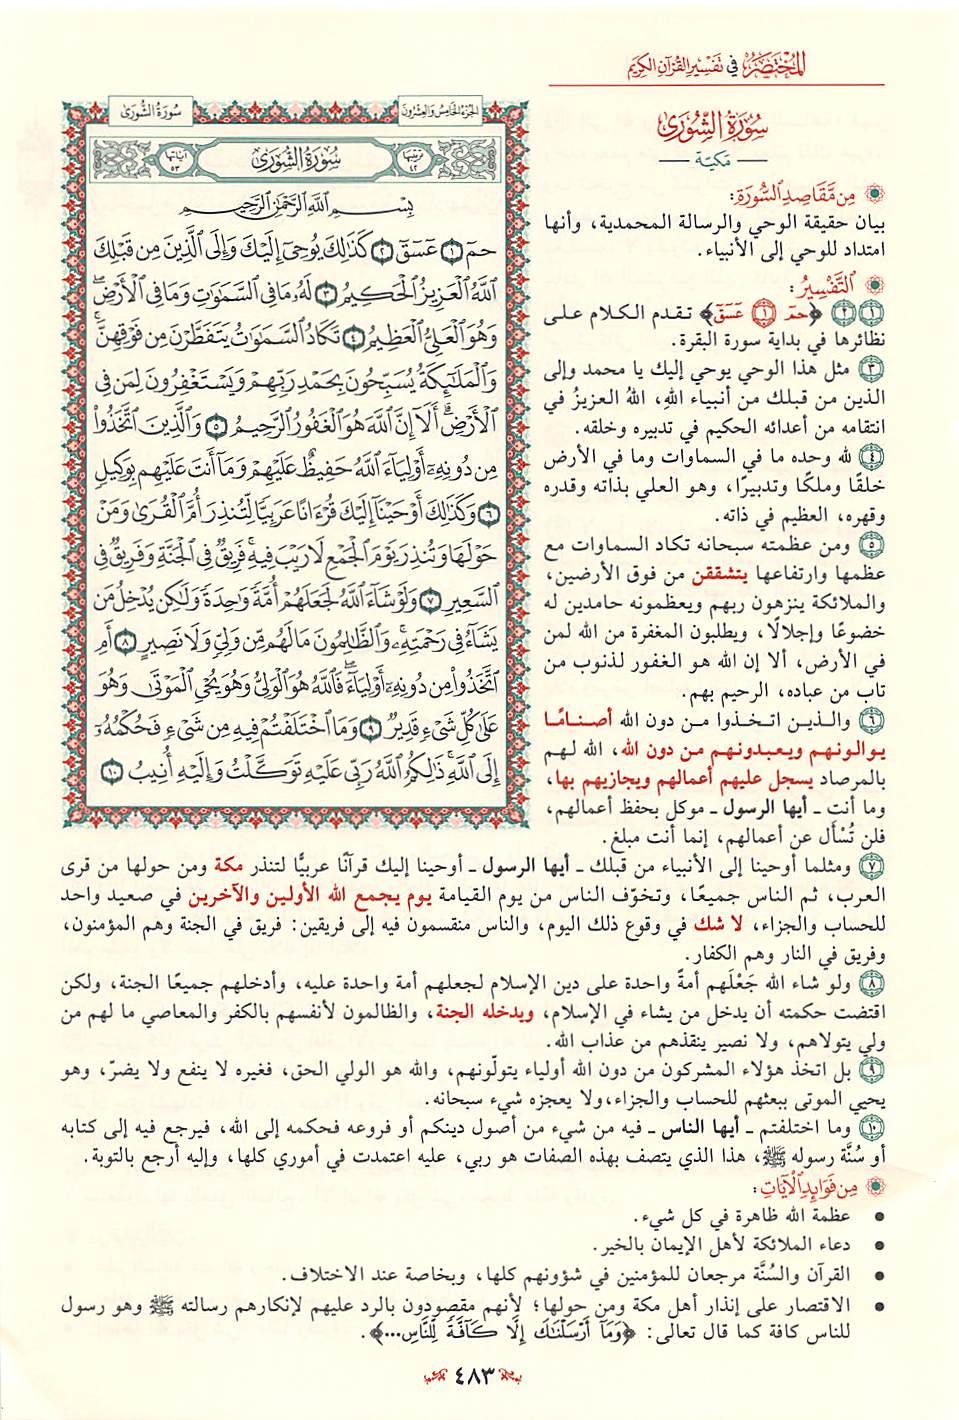 المختصر في تفسير القرآن الكريم
سُورَةُ الشُّورَىٰ
مكيّة
مِن مَّقَاصِدِ السُّورَةِ:
بيان حقيقة الوحي والرسالة المحمدية، وأنها
امتداد للوحي إلى الأنبياء.
التَّفْسِيرُ:
١ ٢ ﴿حمٓ ١ عٓسٓقٓ﴾ تقدم الكلام على
نظائرها في بداية سورة البقرة.
٣ مثل هذا الوحي يوحي إليك يا محمد وإلى
الذين من قبلك من أنبياء اللهِ، اللهُ العزيزُ في
انتقامه من أعدائه الحكيم في تدبيره وخلقه.
٤ لله وحده ما في السماوات وما في الأرض
خلقًا وملكًا وتدبيرًا، وهو العلي بذاته وقدره
وقهره، العظيم في ذاته.
٥ ومن عظمته سبحانه تكاد السماوات مع
عظمها وارتفاعها يتشققن من فوق الأرضين،
والملائكة ينزهون ربهم ويعظمونه حامدين له
خضوعًا وإجلالًا، ويطلبون المغفرة من الله لمن
في الأرض، ألا إن الله هو الغفور لذنوب من
تاب من عباده، الرحيم بهم.
٦ والذين اتخذوا من دون الله أصنامًا
يوالونهم ويعبدونهم من دون الله، الله لهم
بالمرصاد يسجل عليهم أعمالهم ويجازيهم بها،
وما أنت ـ أيها الرسول ـ موكل بحفظ أعمالهم،
فلن تُسْأل عن أعمالهم، إنما أنت مبلغ.
سُورَةُ الشُّورَىٰ
الجزء الخامس والعشرون
ترتيبها ٤٢
سُورَةُ الشُّورَىٰ
آياتها ٥٣
بِسْمِ ٱللَّهِ ٱلرَّحْمَٰنِ ٱلرَّحِيمِ
حمٓ ١ عٓسٓقٓ ٢ كَذَٰلِكَ يُوحِىٓ إِلَيْكَ وَإِلَى ٱلَّذِينَ مِن قَبْلِكَ
ٱللَّهُ ٱلْعَزِيزُ ٱلْحَكِيمُ ٣ لَهُۥ مَا فِى ٱلسَّمَٰوَٰتِ وَمَا فِى ٱلْأَرْضِۖ
وَهُوَ ٱلْعَلِىُّ ٱلْعَظِيمُ ٤ تَكَادُ ٱلسَّمَٰوَٰتُ يَتَفَطَّرْنَ مِن فَوْقِهِنَّۚ
وَٱلْمَلَٰٓئِكَةُ يُسَبِّحُونَ بِحَمْدِ رَبِّهِمْ وَيَسْتَغْفِرُونَ لِمَن فِى
ٱلْأَرْضِۗ أَلَآ إِنَّ ٱللَّهَ هُوَ ٱلْغَفُورُ ٱلرَّحِيمُ ٥ وَٱلَّذِينَ ٱتَّخَذُوا۟
مِن دُونِهِۦٓ أَوْلِيَآءَ ٱللَّهُ حَفِيظٌ عَلَيْهِمْ وَمَآ أَنتَ عَلَيْهِم بِوَكِيلٍ
٦ وَكَذَٰلِكَ أَوْحَيْنَآ إِلَيْكَ قُرْءَانًا عَرَبِيًّا لِّتُنذِرَ أُمَّ ٱلْقُرَىٰ وَمَنْ
حَوْلَهَا وَتُنذِرَ يَوْمَ ٱلْجَمْعِ لَا رَيْبَ فِيهِۚ فَرِيقٌ فِى ٱلْجَنَّةِ وَفَرِيقٌ فِى
ٱلسَّعِيرِ ٧ وَلَوْ شَآءَ ٱللَّهُ لَجَعَلَهُمْ أُمَّةً وَٰحِدَةً وَلَٰكِن يُدْخِلُ مَن
يَشَآءُ فِى رَحْمَتِهِۦۚ وَٱلظَّٰلِمُونَ مَا لَهُم مِّن وَلِىٍّ وَلَا نَصِيرٍ ٨ أَمِ
ٱتَّخَذُوا۟ مِن دُونِهِۦٓ أَوْلِيَآءَۖ فَٱللَّهُ هُوَ ٱلْوَلِىُّ وَهُوَ يُحْىِ ٱلْمَوْتَىٰ وَهُوَ
عَلَىٰ كُلِّ شَىْءٍ قَدِيرٌ ٩ وَمَا ٱخْتَلَفْتُمْ فِيهِ مِن شَىْءٍ فَحُكْمُهُۥٓ
إِلَى ٱللَّهِۚ ذَٰلِكُمُ ٱللَّهُ رَبِّى عَلَيْهِ تَوَكَّلْتُ وَإِلَيْهِ أُنِيبُ ١٠
٧ ومثلما أوحينا إلى الأنبياء من قبلك ـ أيها الرسول ـ أوحينا إليك قرآنًا عربيًّا لتنذر مكة ومن حولها من قرى
العرب، ثم الناس جميعًا، وتخوّف الناس من يوم القيامة يوم يجمع الله الأولين والآخرين في صعيد واحد
للحساب والجزاء، لا شك في وقوع ذلك اليوم، والناس منقسمون فيه إلى فريقين: فريق في الجنة وهم المؤمنون،
وفريق في النار وهم الكفار.
٨ ولو شاء الله جَعْلَهم أمةً واحدة على دين الإسلام لجعلهم أمة واحدة عليه، وأدخلهم جميعًا الجنة، ولكن
اقتضت حكمته أن يدخل من يشاء في الإسلام، ويدخله الجنة، والظالمون لأنفسهم بالكفر والمعاصي ما لهم من
ولي يتولاهم، ولا نصير ينقذهم من عذاب الله.
٩ بل اتخذ هؤلاء المشركون من دون الله أولياء يتولّونهم، والله هو الولي الحق، فغيره لا ينفع ولا يضرّ، وهو
يحيي الموتى ببعثهم للحساب والجزاء،ولا يعجزه شيء سبحانه.
١٠ وما اختلفتم ـ أيها الناس ـ فيه من شيء من أصول دينكم أو فروعه فحكمه إلى الله، فيرجع فيه إلى كتابه
أو سُنَّة رسوله ﷺ، هذا الذي يتصف بهذه الصفات هو ربي، عليه اعتمدت في أموري كلها، وإليه أرجع بالتوبة.
مِن فَوَائِدِ الْآيَاتِ:
• عظمة الله ظاهرة في كل شيء.
• دعاء الملائكة لأهل الإيمان بالخير.
• القرآن والسُنَّة مرجعان للمؤمنين في شؤونهم كلها، وبخاصة عند الاختلاف.
• الاقتصار على إنذار أهل مكة ومن حولها؛ لأنهم مقصودون بالرد عليهم لإنكارهم رسالته ﷺ وهو رسول
للناس كافة كما قال تعالى: ﴿وَمَآ أَرْسَلْنَٰكَ إِلَّا كَآفَّةً لِّلنَّاسِ...﴾.
٤٨٣